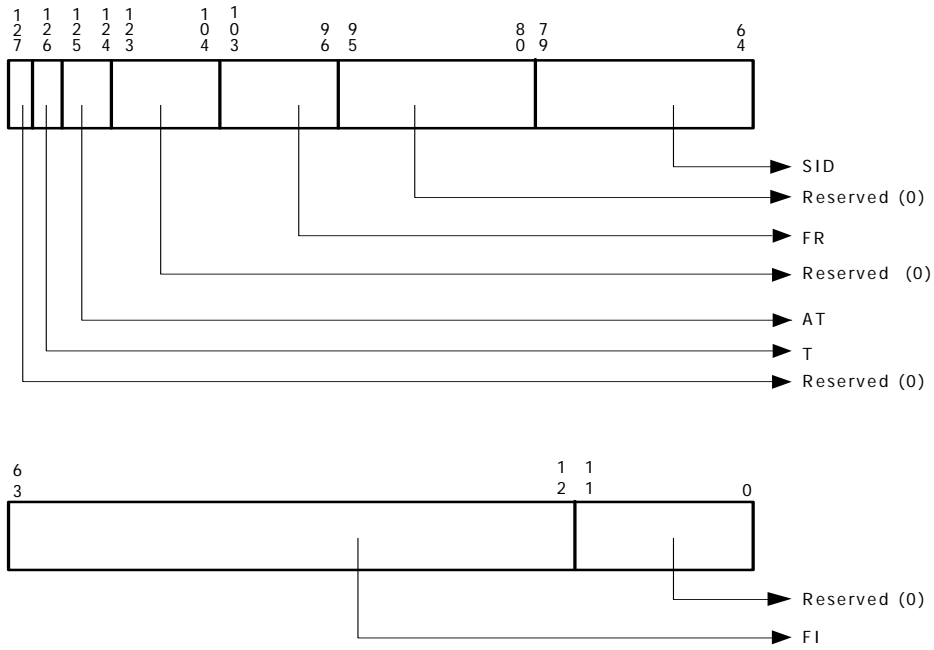 127 126 125 124 123 104 103 96 95 80 79 64
SID
Reserved (0)
FR
Reserved (0)
AT
T
Reserved (0)
63 12 11 0
Reserved (0)
FI